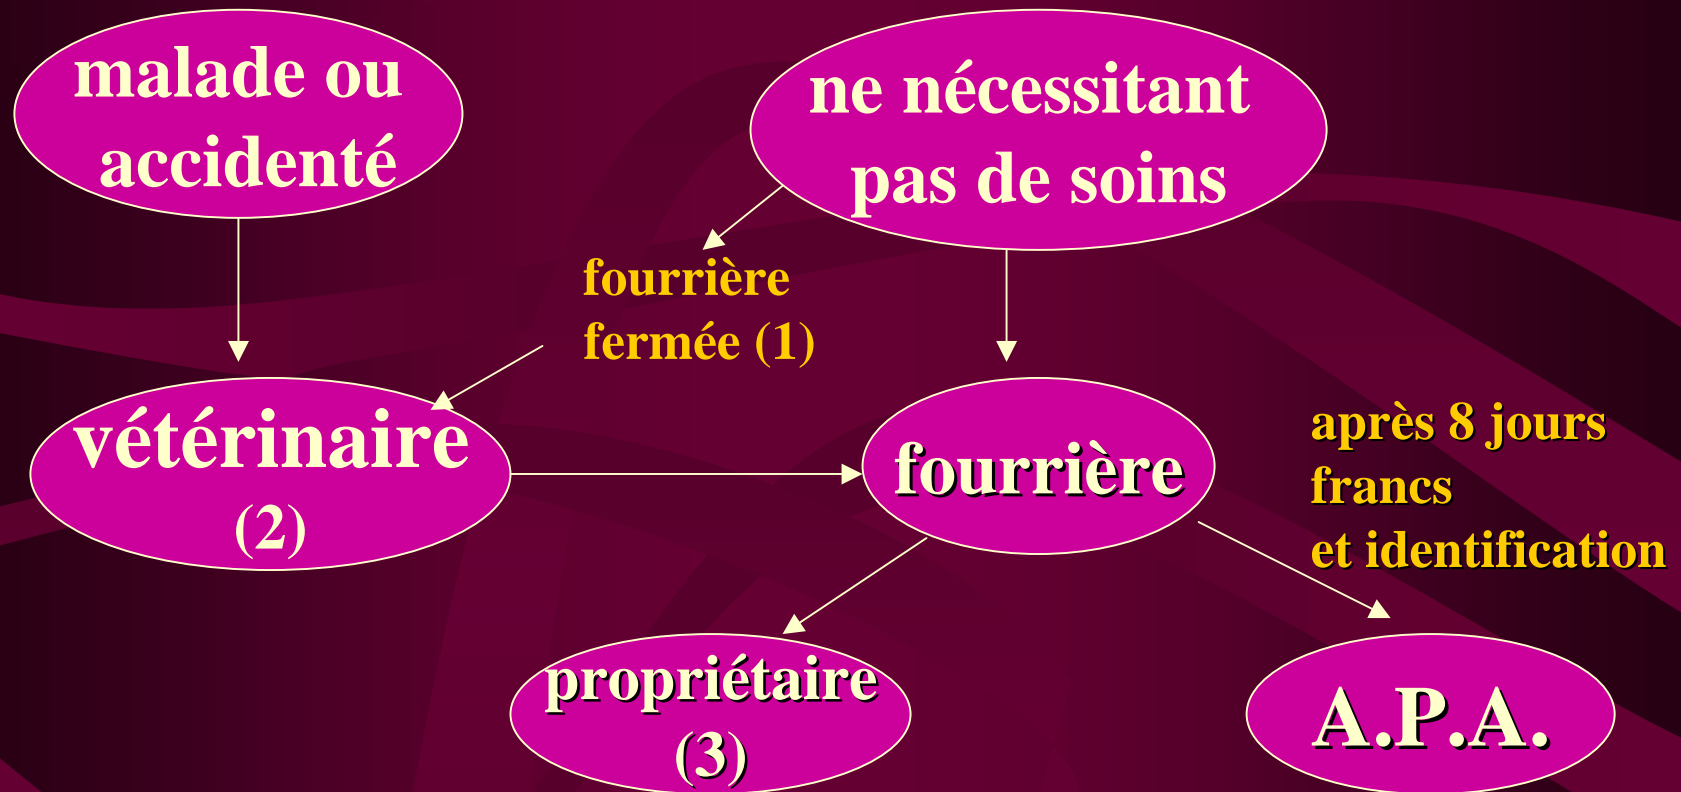 malade ou
accidenté
ne nécessitant
pas de soins
fourrière
fermée (1)
vétérinaire
(2)
fourrière
après 8 jours
francs
et identification
propriétaire
(3)
A.P.A.